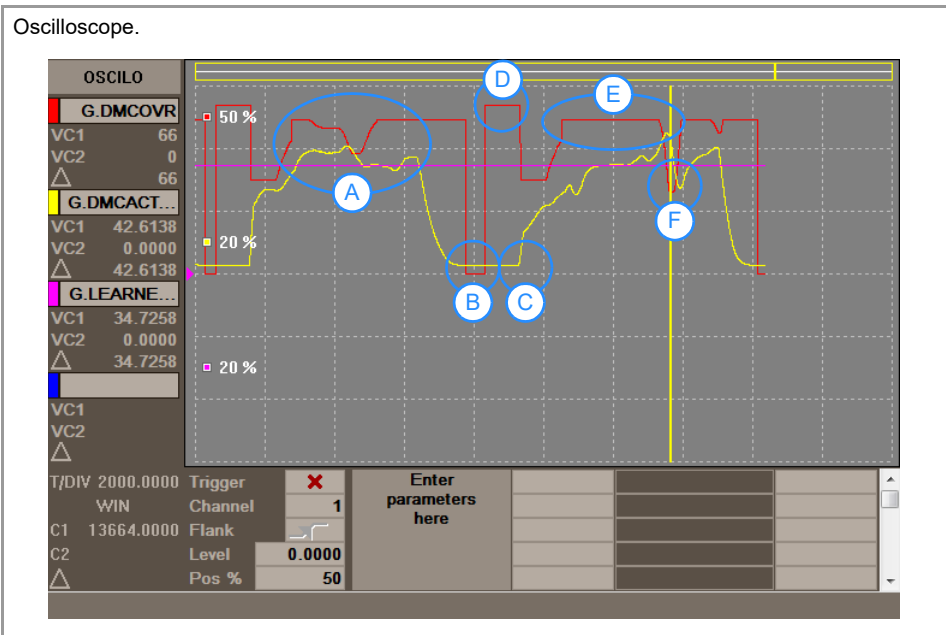 Oscilloscope.
OSCILO
G.DMCOVR
VC1 66
VC2 0
△ 66
G.DMCACT...
VC1 42.6138
VC2 0.0000
△ 42.6138
G.LEARNE...
VC1 34.7258
VC2 0.0000
△ 34.7258
VC1
VC2
△
T/DIV 2000.0000
WIN
C1 13664.0000
C2
△
50 %
20 %
20 %
A
B
C
D
E
F
Trigger
Channel 1
Flank
Level 0.0000
Pos % 50
Enter
parameters
here